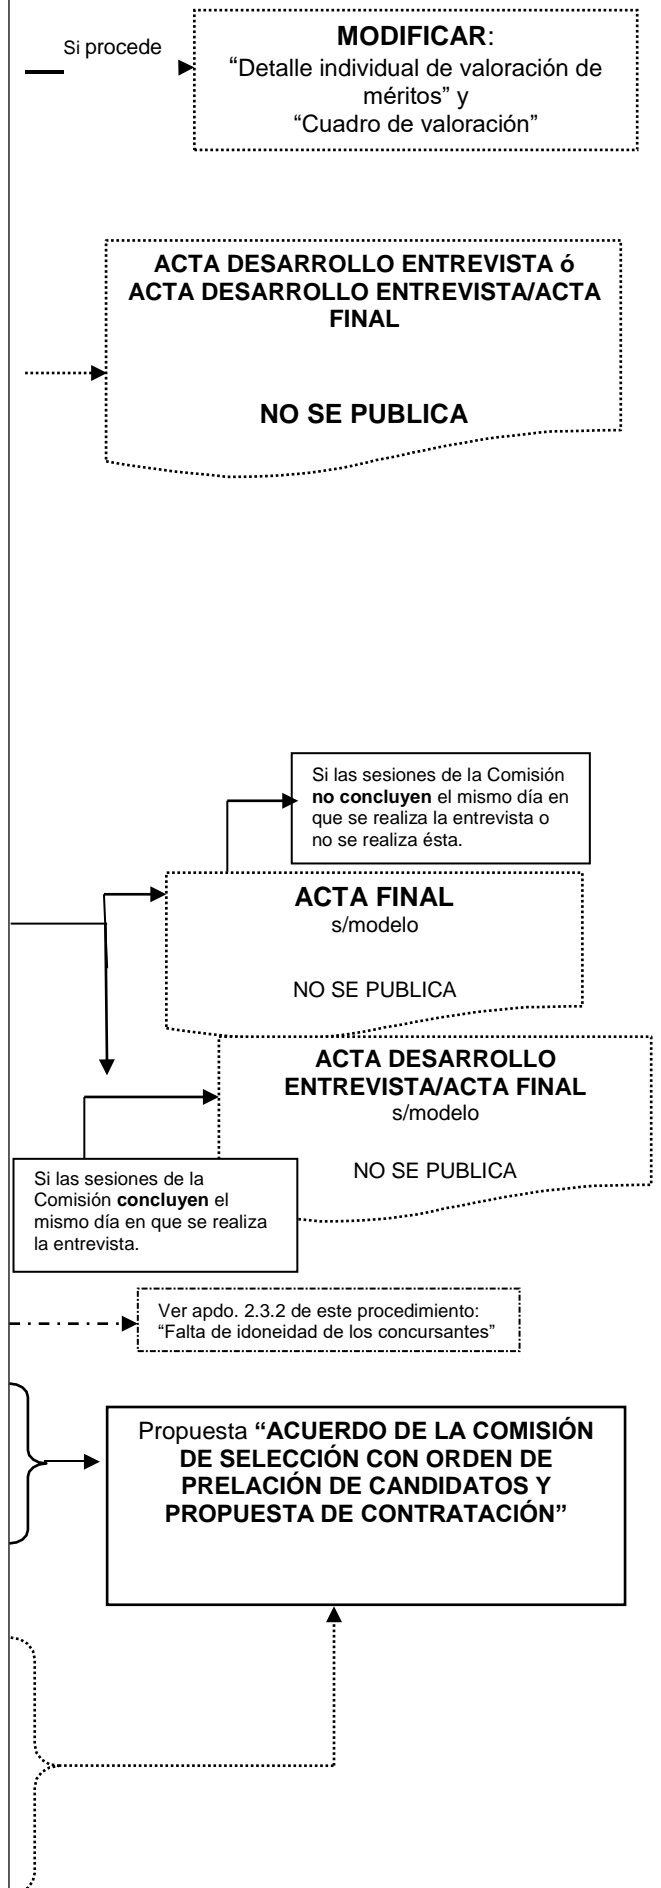 Si procede
MODIFICAR:
“Detalle individual de valoración de
méritos” y
“Cuadro de valoración”
ACTA DESARROLLO ENTREVISTA ó
ACTA DESARROLLO ENTREVISTA/ACTA
FINAL
NO SE PUBLICA
Si las sesiones de la Comisión
no concluyen el mismo día en
que se realiza la entrevista o
no se realiza ésta.
ACTA FINAL
s/modelo
NO SE PUBLICA
ACTA DESARROLLO
ENTREVISTA/ACTA FINAL
s/modelo
NO SE PUBLICA
Si las sesiones de la
Comisión concluyen el
mismo día en que se realiza
la entrevista.
Ver apdo. 2.3.2 de este procedimiento:
“Falta de idoneidad de los concursantes”
Propuesta “ACUERDO DE LA COMISIÓN
DE SELECCIÓN CON ORDEN DE
PRELACIÓN DE CANDIDATOS Y
PROPUESTA DE CONTRATACIÓN”